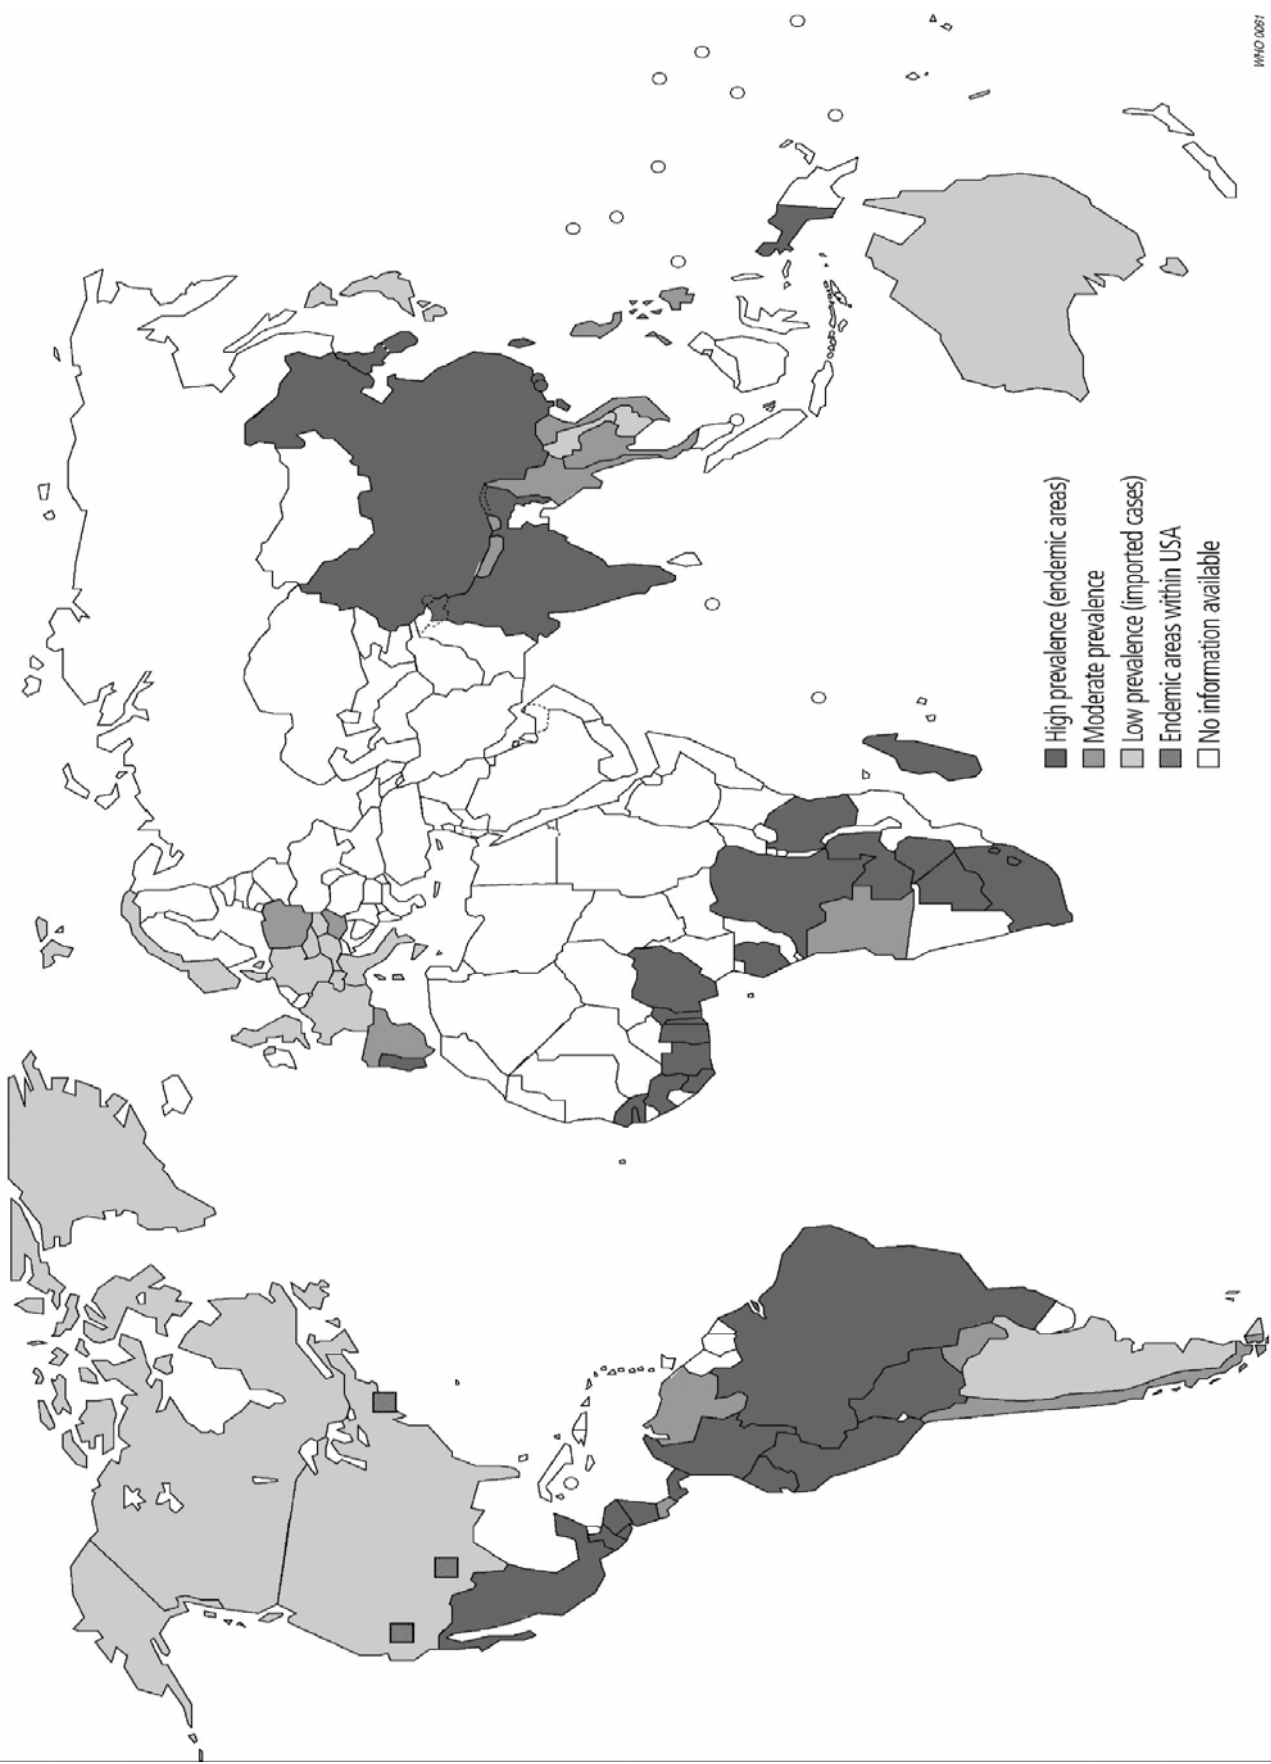 High prevalence (endemic areas)
Moderate prevalence
Low prevalence (imported cases)
Endemic areas within USA
No information available
WHO 0061